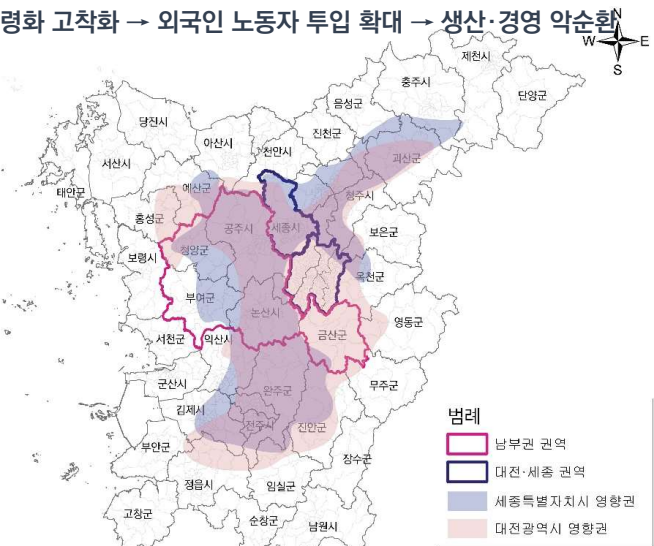 령화 고착화 → 외국인 노동자 투입 확대 → 생산·경영 악순환
N
W E
S
제천시
충주시
단양군
음성군
당진시
진천군
아산시
천안시
괴산군
서산시
예산군
태안군
청주시
홍성군
공주시
세종시
보은군
청양군
보령시
옥천군
부여군
논산시
영동군
서천군
익산시
금산군
군산시
무주군
완주군
김제시
전주시
진안군
부안군
장수군
정읍시
임실군
고창군
순창군
남원시
범례
남부권 권역
대전·세종 권역
세종특별자치시 영향권
대전광역시 영향권